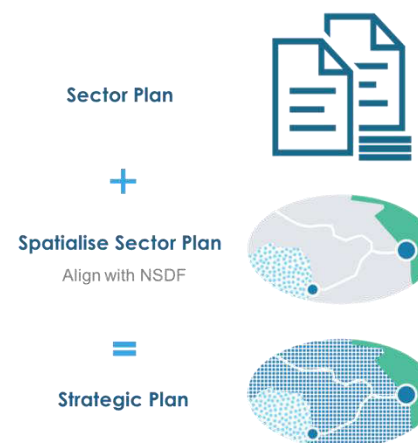 Sector Plan
+
Spatialise Sector Plan
Align with NSDF
=
Strategic Plan